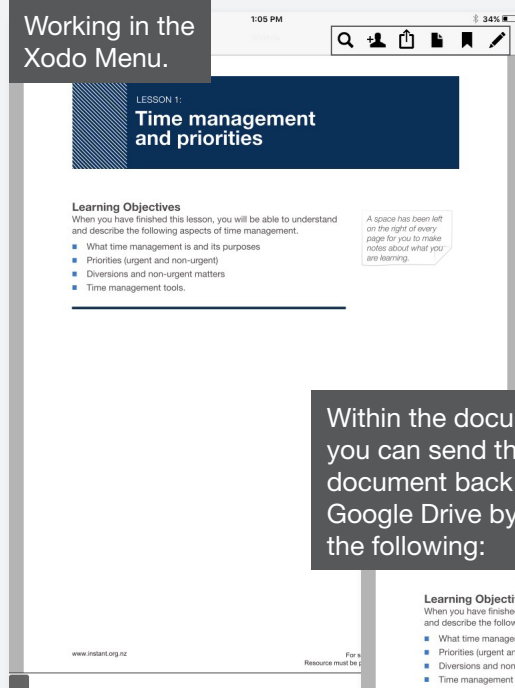 Working in the
Xodo Menu.
1:05 PM
34%
LESSON 1:
Time management
and priorities
Learning Objectives
When you have finished this lesson, you will be able to understand
and describe the following aspects of time management.
What time management is and its purposes
Priorities (urgent and non-urgent)
Diversions and non-urgent matters
Time management tools.
A space has been left
on the right of every
page for you to make
notes about what you
are learning.
Within the docu
you can send th
document back
Google Drive by
the following:
Learning Objecti
When you have finishe
and describe the follow
What time manage
Priorities (urgent an
Diversions and non
Time management
www.instant.org.nz
For s
Resource must be p